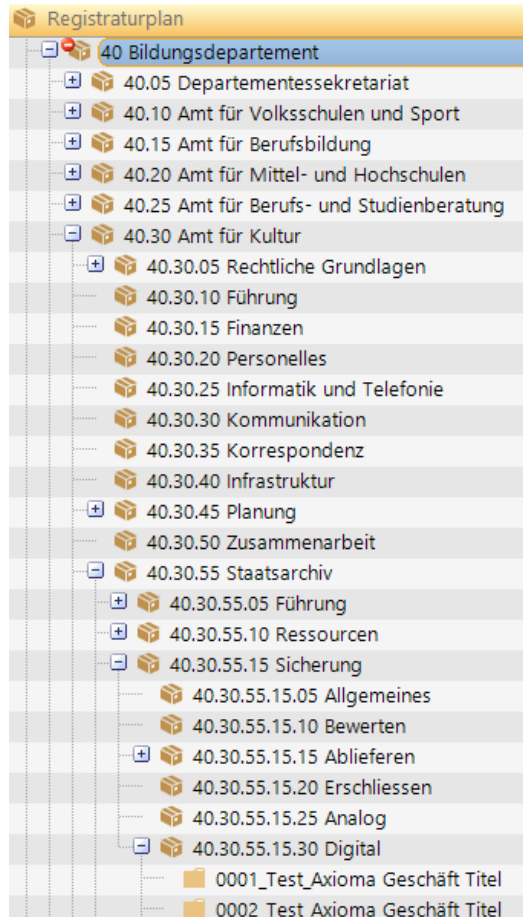 Registraturplan
40 Bildungsdepartement
40.05 Departementessekretariat
40.10 Amt für Volksschulen und Sport
40.15 Amt für Berufsbildung
40.20 Amt für Mittel- und Hochschulen
40.25 Amt für Berufs- und Studienberatung
40.30 Amt für Kultur
40.30.05 Rechtliche Grundlagen
40.30.10 Führung
40.30.15 Finanzen
40.30.20 Personelles
40.30.25 Informatik und Telefonie
40.30.30 Kommunikation
40.30.35 Korrespondenz
40.30.40 Infrastruktur
40.30.45 Planung
40.30.50 Zusammenarbeit
40.30.55 Staatsarchiv
40.30.55.05 Führung
40.30.55.10 Ressourcen
40.30.55.15 Sicherung
40.30.55.15.05 Allgemeines
40.30.55.15.10 Bewerten
40.30.55.15.15 Abliefern
40.30.55.15.20 Erschliessen
40.30.55.15.25 Analog
40.30.55.15.30 Digital
0001_Test_Axioma Geschäft Titel
0002_Test_Axioma Geschäft Titel